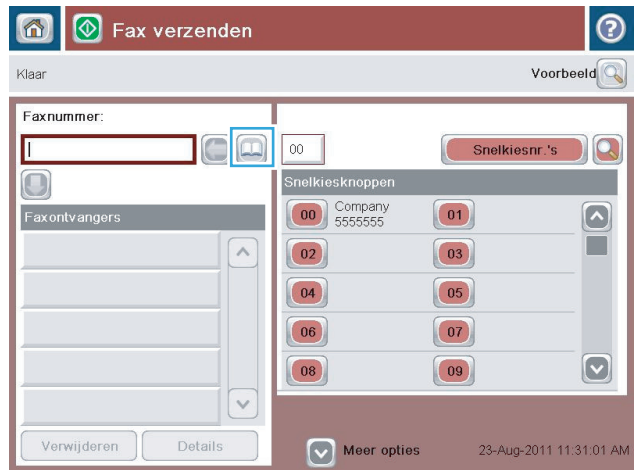 Fax verzenden
Klaar
Voorbeeld
Faxnummer:
00
Snelkiesnr.'s
Snelkiesknoppen
Faxontvangers
00 Company 01
5555555
02 03
04 05
06 07
08 09
Verwijderen Details
Meer opties 23-Aug-2011 11:31:01 AM